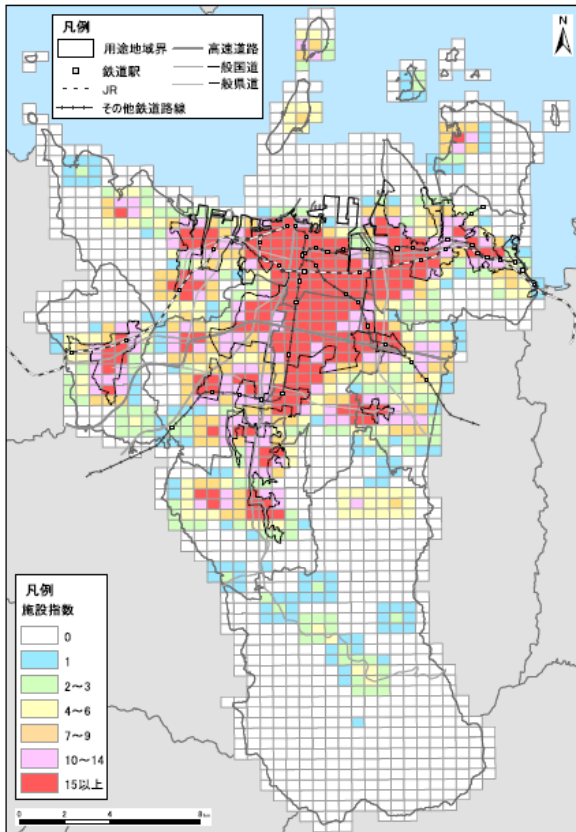 凡例
用途地域界
鉄道駅
JR
その他鉄道路線
高速道路
一般国道
一般県道
N
凡例
施設指数
0
1
2～3
4～6
7～9
10～14
15以上
0 2 4 8 km